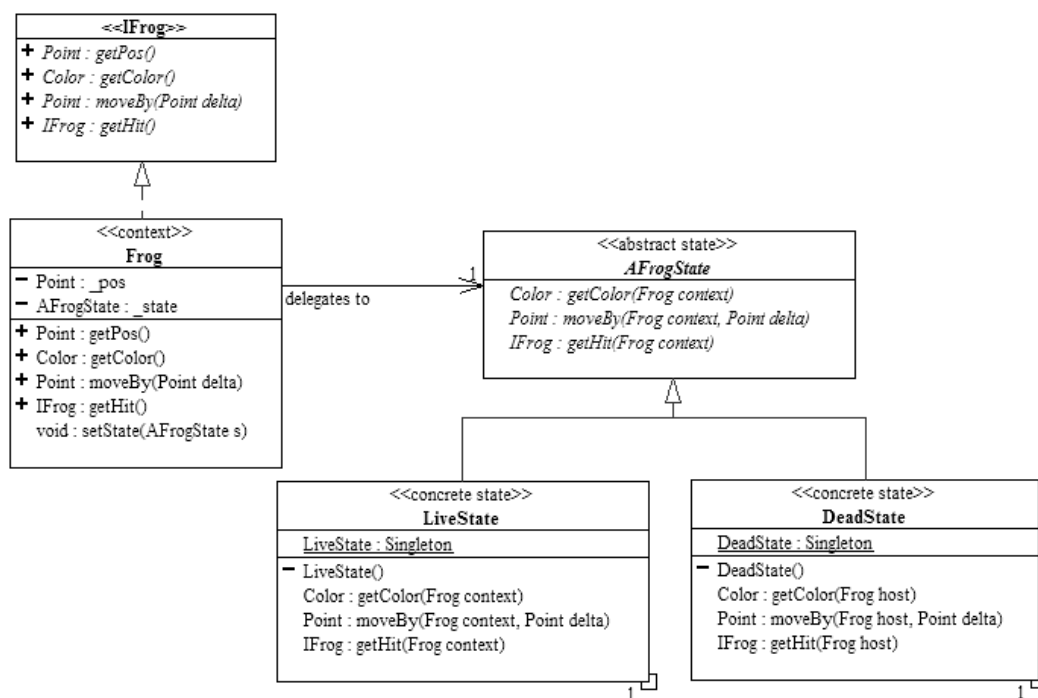 <<IFrog>>
+ Point : getPos()
+ Color : getColor()
+ Point : moveBy(Point delta)
+ IFrog : getHit()
<<context>>
Frog
- Point : _pos
- AFrogState : _state
+ Point : getPos()
+ Color : getColor()
+ Point : moveBy(Point delta)
+ IFrog : getHit()
void : setState(AFrogState s)
delegates to
1
<<abstract state>>
AFrogState
Color : getColor(Frog context)
Point : moveBy(Frog context, Point delta)
IFrog : getHit(Frog context)
<<concrete state>>
LiveState
LiveState : Singleton
- LiveState()
Color : getColor(Frog context)
Point : moveBy(Frog context, Point delta)
IFrog : getHit(Frog context)
1
<<concrete state>>
DeadState
DeadState : Singleton
- DeadState()
Color : getColor(Frog host)
Point : moveBy(Frog host, Point delta)
IFrog : getHit(Frog host)
1